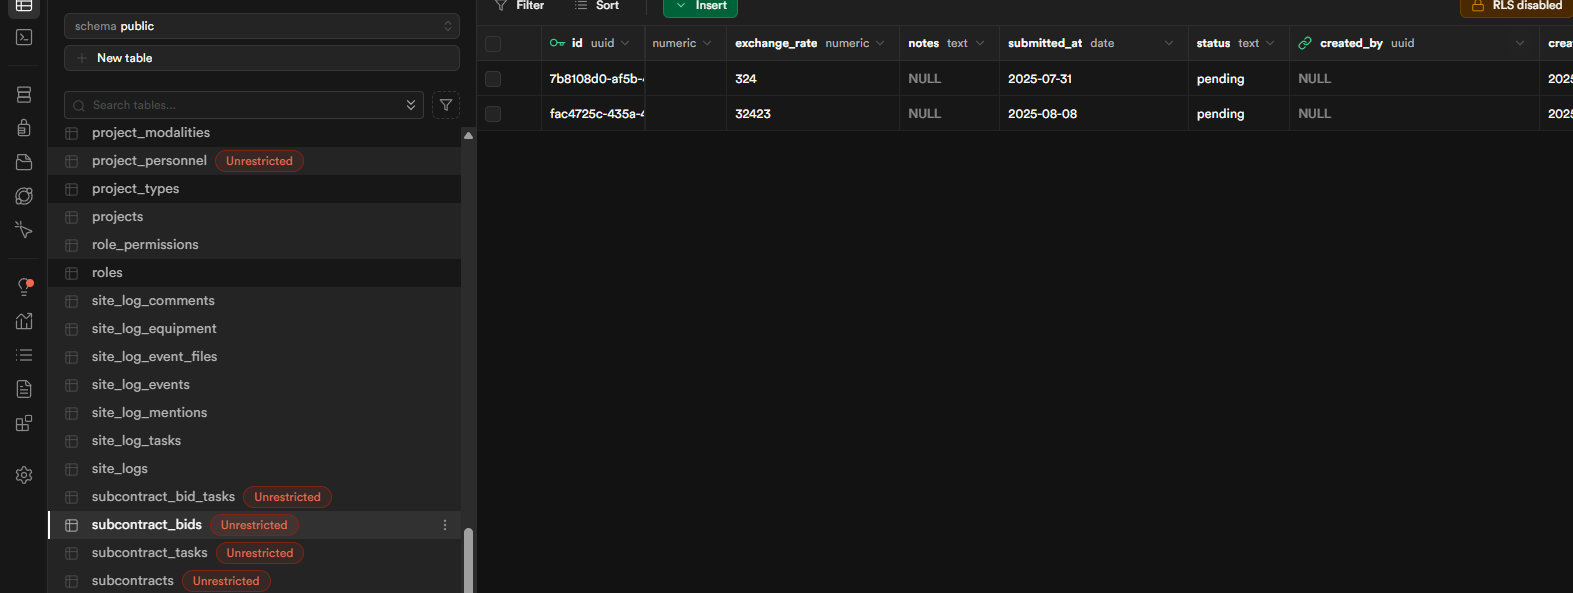 schema public
New table
Search tables...
project_modalities
project_personnel Unrestricted
project_types
projects
role_permissions
roles
site_log_comments
site_log_equipment
site_log_event_files
site_log_events
site_log_mentions
site_log_tasks
site_logs
subcontract_bid_tasks Unrestricted
subcontract_bids Unrestricted
subcontract_tasks Unrestricted
subcontracts Unrestricted
Filter Sort Insert RLS disabled
id uuid numeric exchange_rate numeric notes text submitted_at date status text created_by uuid crea
7b8108d0-af5b- 324 NULL 2025-07-31 pending NULL 2025
fac4725c-435a-4 32423 NULL 2025-08-08 pending NULL 2025